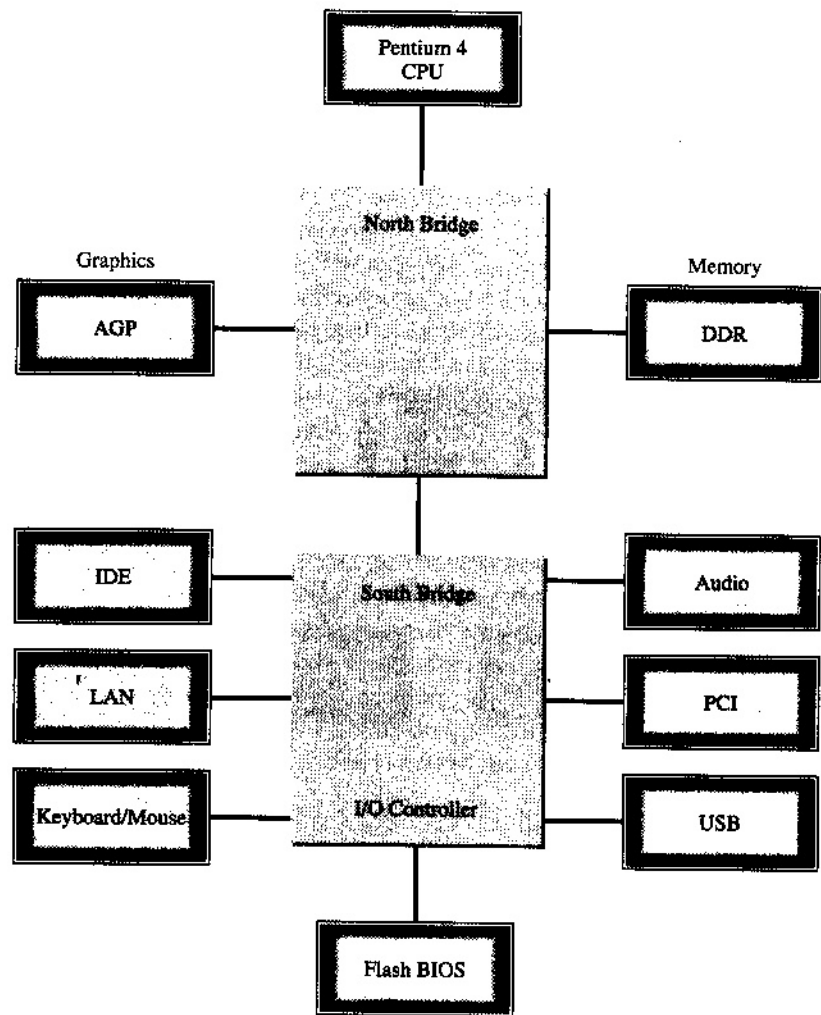 Pentium 4
CPU
North Bridge
Graphics
Memory
AGP
DDR
IDE
South Bridge
Audio
LAN
PCI
Keyboard/Mouse
I/O Controller
USB
Flash BIOS